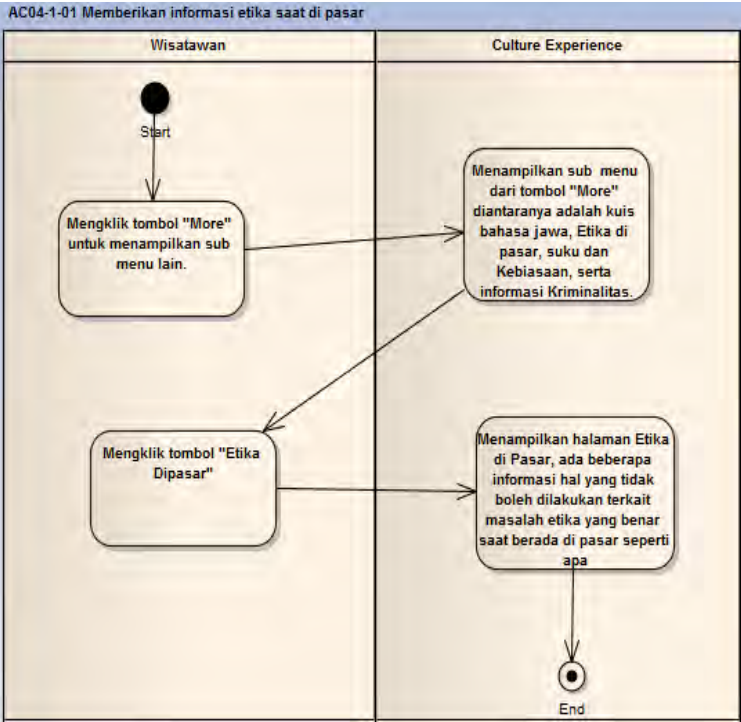 AC04-1-01 Memberikan informasi etika saat di pasar
Wisatawan
Culture Experience
Start
Mengklik tombol "More"
untuk menampilkan sub
menu lain.
Menampilkan sub menu
dari tombol "More"
diantaranya adalah kuis
bahasa jawa, Etika di
pasar, suku dan
Kebiasaan, serta
informasi Kriminalitas.
Mengklik tombol "Etika
Dipasar"
Menampilkan halaman Etika
di Pasar, ada beberapa
informasi hal yang tidak
boleh dilakukan terkait
masalah etika yang benar
saat berada di pasar seperti
apa
End